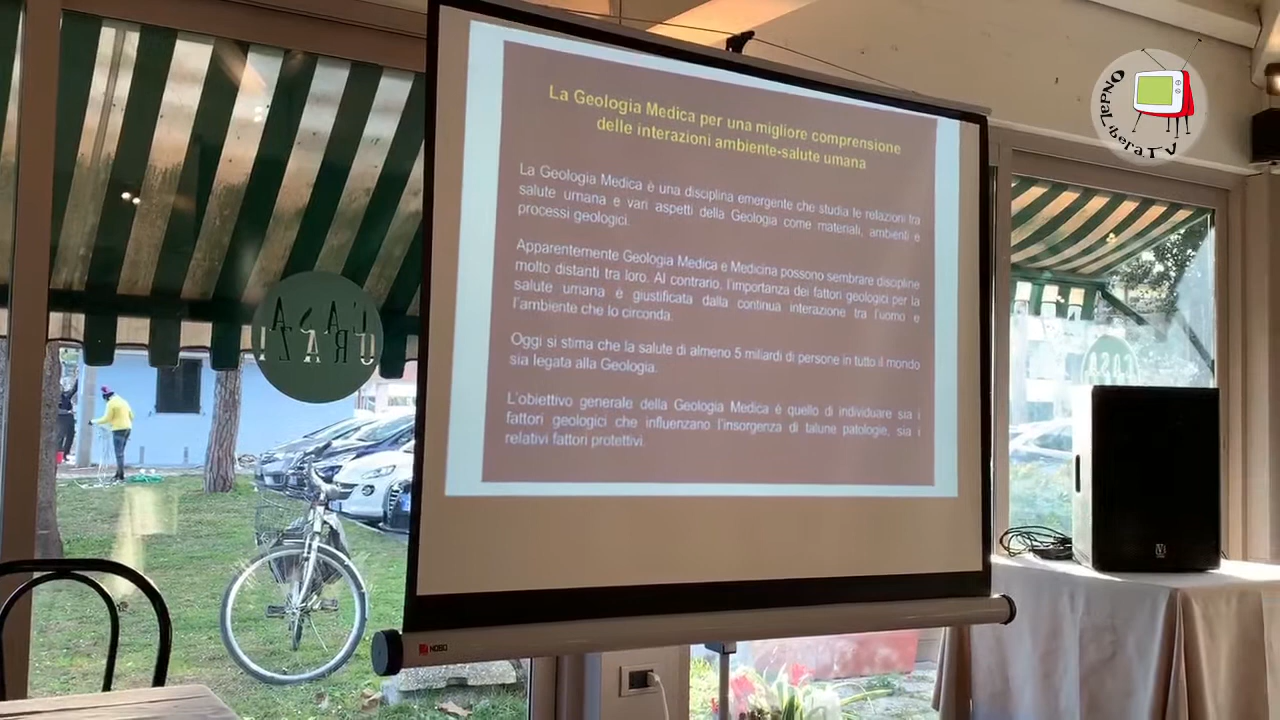 La Geologia Medica per una migliore comprensione
delle interazioni ambiente-salute umana
La Geologia Medica è una disciplina emergente che studia le relazioni tra
salute umana e vari aspetti della Geologia come materiali, ambienti e
processi geologici.
Apparentemente Geologia Medica e Medicina possono sembrare discipline
molto distanti tra loro. Al contrario, l'importanza dei fattori geologici per la
salute umana è giustificata dalla continua interazione tra l'uomo e
l'ambiente che lo circonda.
Oggi si stima che la salute di almeno 5 miliardi di persone in tutto il mondo
sia legata alla Geologia.
L'obiettivo generale della Geologia Medica è quello di individuare sia i
fattori geologici che influenzano l'insorgenza di talune patologie, sia i
relativi fattori protettivi.
OndaLibera.TV
CASA
NOBO
CASA